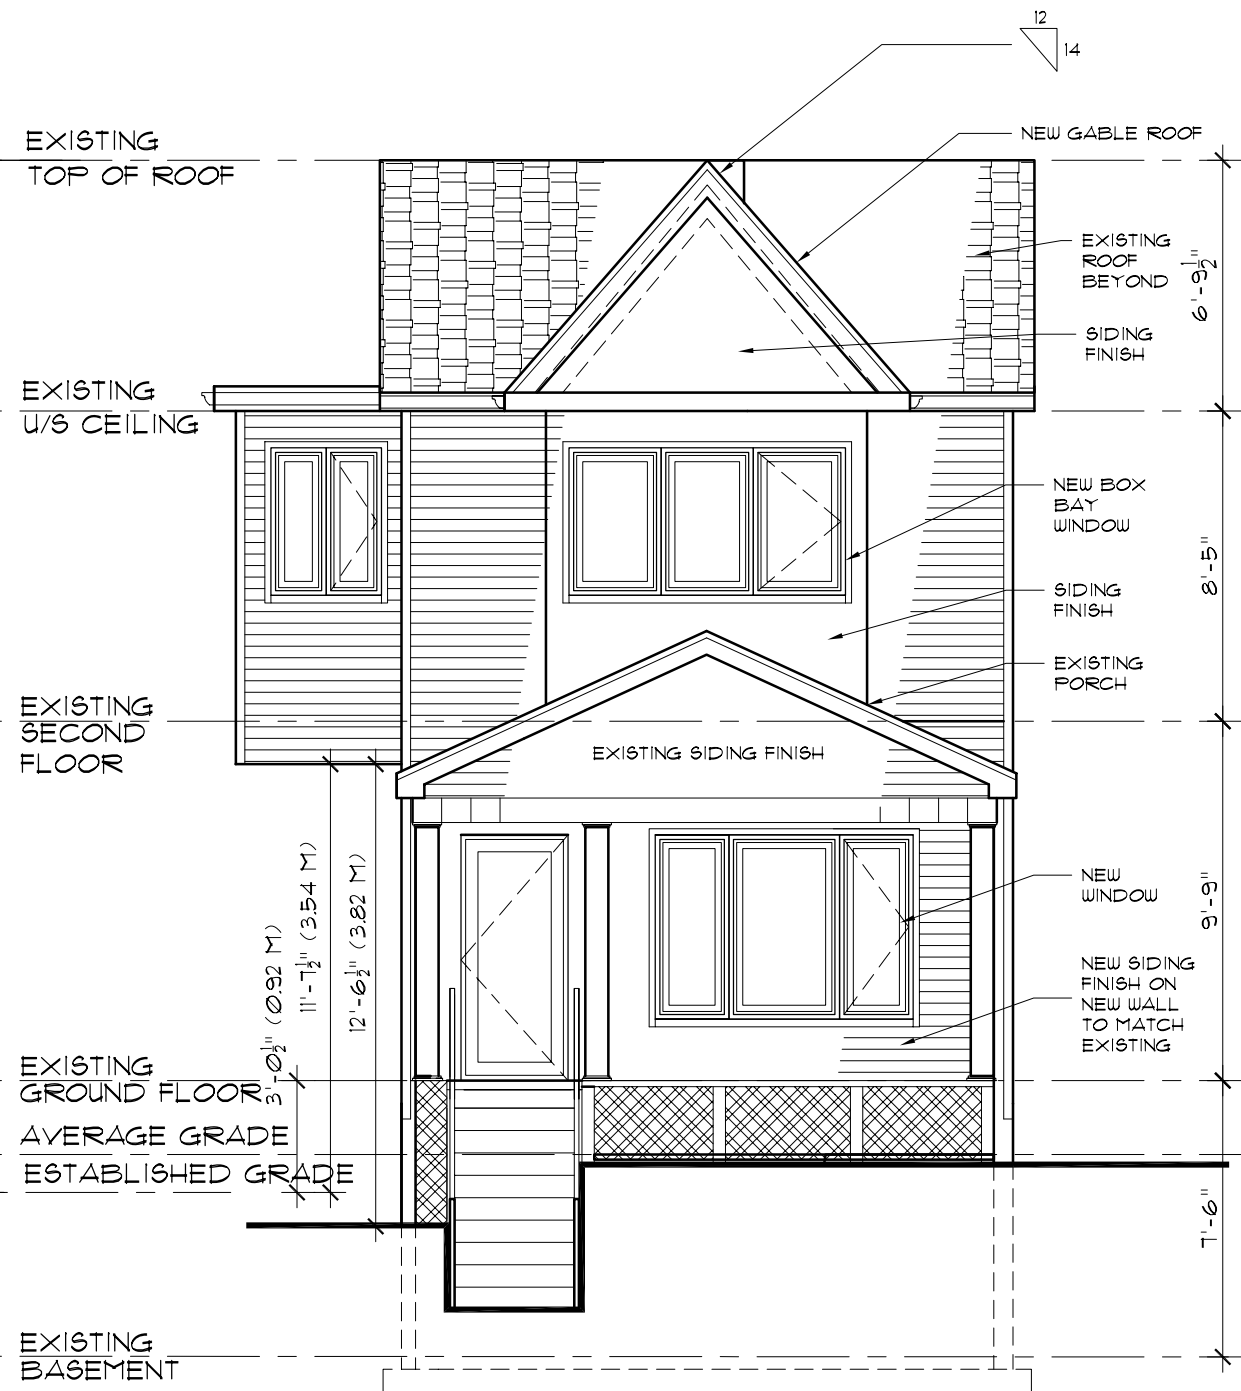 12
14
EXISTING
TOP OF ROOF
NEW GABLE ROOF
EXISTING
ROOF
BEYOND
6'-9½"
SIDING
FINISH
EXISTING
U/S CEILING
NEW BOX
BAY
WINDOW
8'-5"
SIDING
FINISH
EXISTING
PORCH
EXISTING
SECOND
FLOOR
EXISTING SIDING FINISH
3'-0½" (0.92 M)
11'-7½" (3.54 M)
12'-6½" (3.82 M)
NEW
WINDOW
9'-9"
NEW SIDING
FINISH ON
NEW WALL
TO MATCH
EXISTING
EXISTING
GROUND FLOOR
AVERAGE GRADE
ESTABLISHED GRADE
7'-6"
EXISTING
BASEMENT